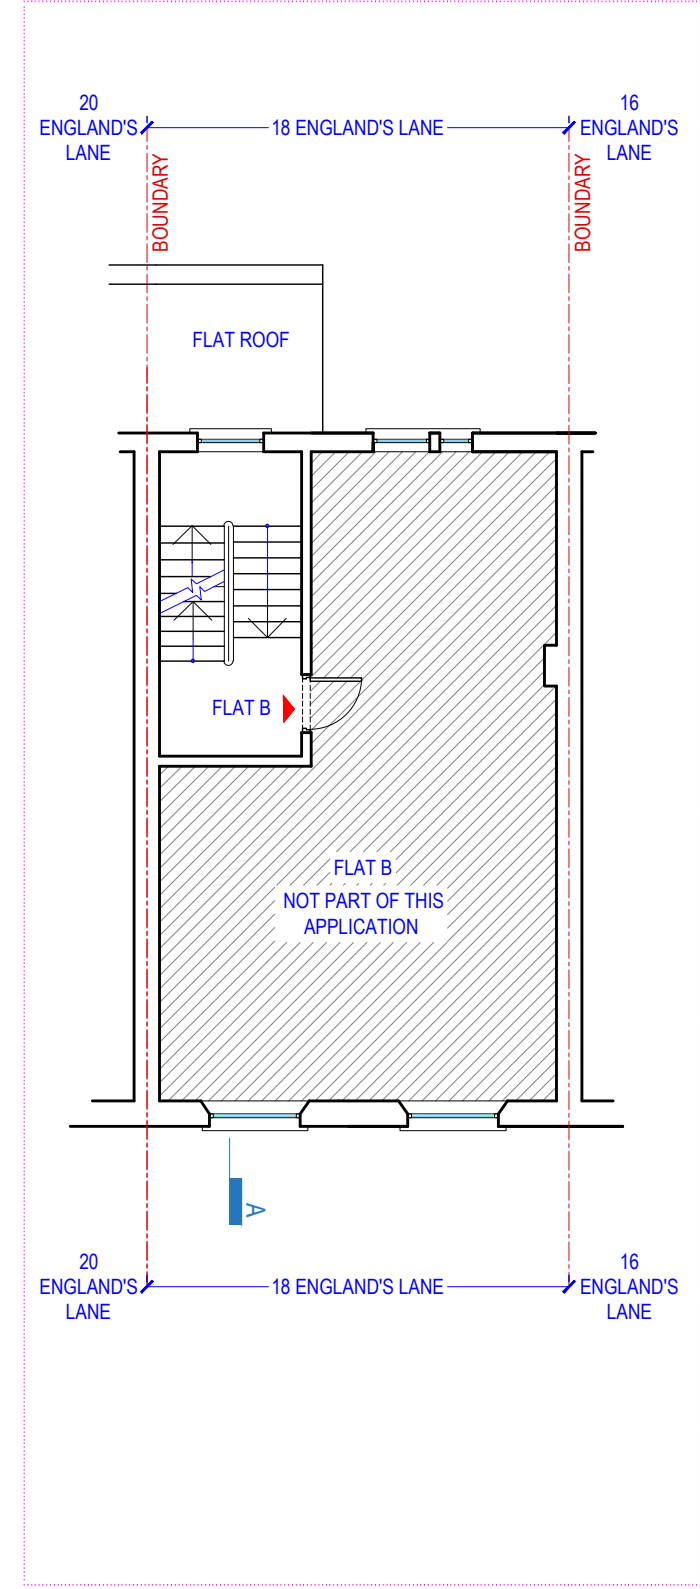 20
ENGLAND'S
LANE
18 ENGLAND'S LANE
16
ENGLAND'S
LANE
BOUNDARY
BOUNDARY
FLAT ROOF
FLAT B
FLAT B
NOT PART OF THIS
APPLICATION
A
20
ENGLAND'S
LANE
18 ENGLAND'S LANE
16
ENGLAND'S
LANE